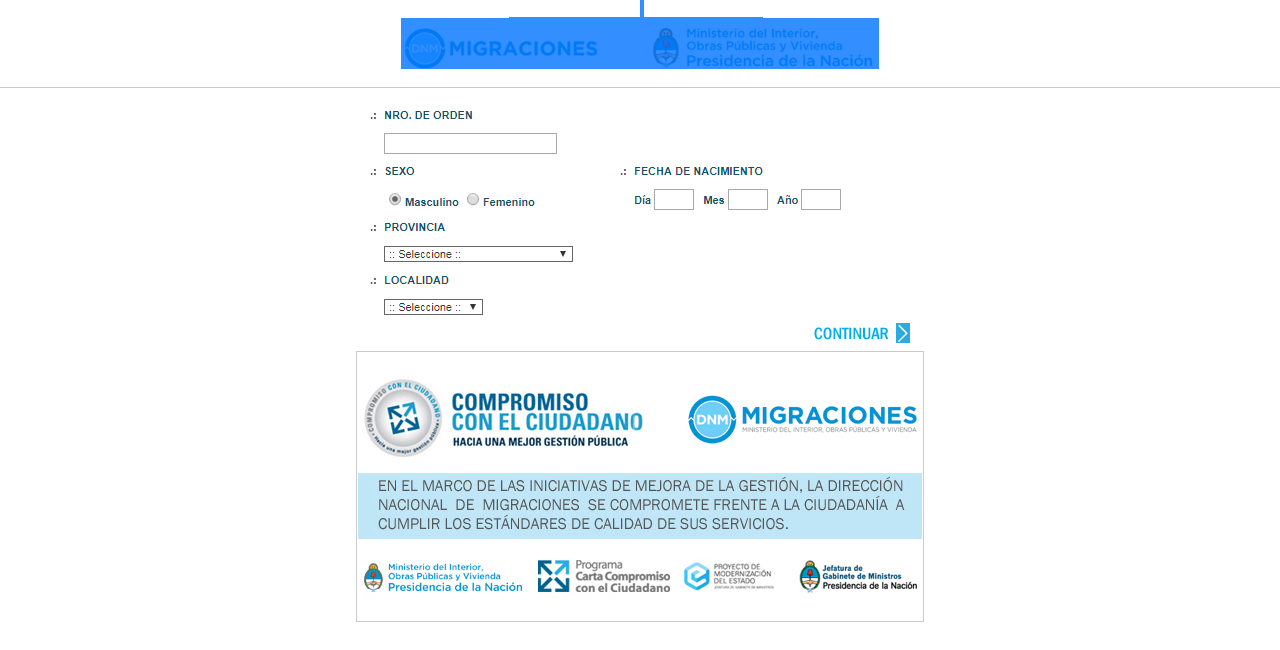 DNM MIGRACIONES
Ministerio del Interior,
Obras Públicas y Vivienda
Presidencia de la Nación
.: NRO. DE ORDEN
.: SEXO
.: FECHA DE NACIMIENTO
Masculino Femenino
Día Mes Año
.: PROVINCIA
:: Seleccione ::
.: LOCALIDAD
:: Seleccione ::
CONTINUAR
COMPROMISO CON EL CIUDADANO
Hacia una mejor gestión pública
COMPROMISO
CON EL CIUDADANO
HACIA UNA MEJOR GESTIÓN PÚBLICA
DNM MIGRACIONES
MINISTERIO DEL INTERIOR, OBRAS PÚBLICAS Y VIVIENDA
EN EL MARCO DE LAS INICIATIVAS DE MEJORA DE LA GESTIÓN, LA DIRECCIÓN
NACIONAL DE MIGRACIONES SE COMPROMETE FRENTE A LA CIUDADANÍA A
CUMPLIR LOS ESTÁNDARES DE CALIDAD DE SUS SERVICIOS.
Ministerio del Interior,
Obras Públicas y Vivienda
Presidencia de la Nación
Programa
Carta Compromiso
con el Ciudadano
PROYECTO DE
MODERNIZACIÓN
DEL ESTADO
JEFATURA DE GABINETE DE MINISTROS
Jefatura de
Gabinete de Ministros
Presidencia de la Nación